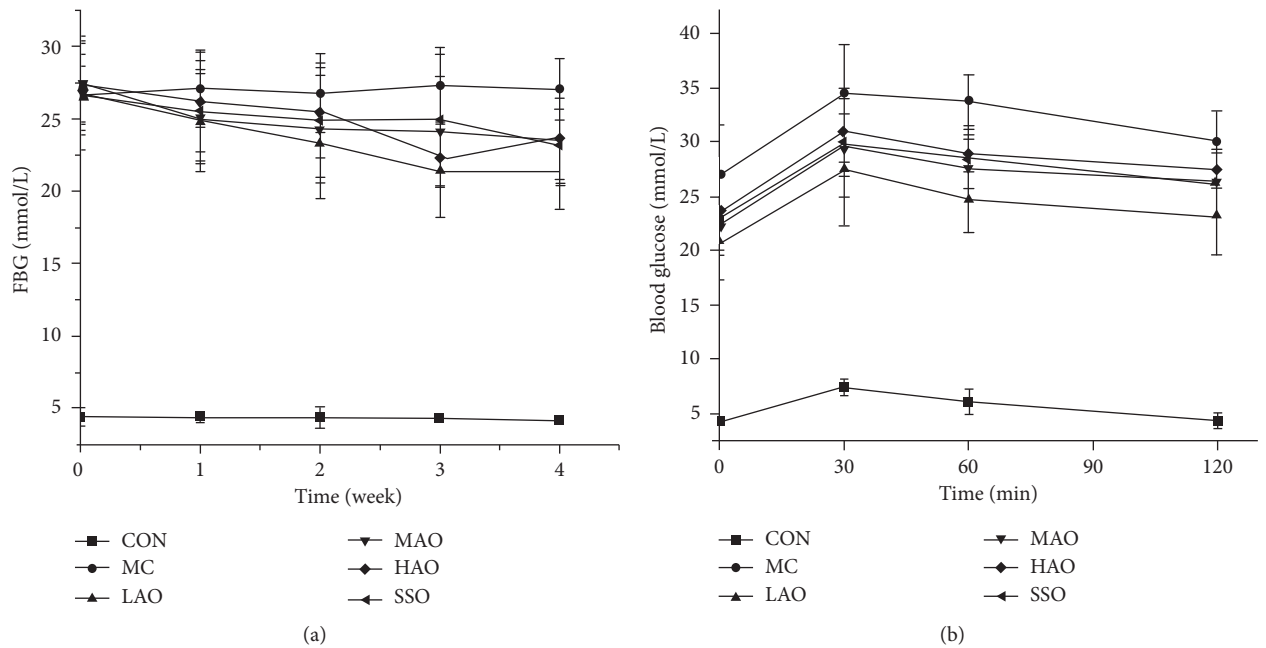 FBG (mmol/L)
30
25
20
15
10
5
0
1
2
3
4
Time (week)
CON
MC
LAO
MAO
HAO
SSO
(a)
Blood glucose (mmol/L)
40
35
30
25
20
15
10
5
0
30
60
90
120
Time (min)
CON
MC
LAO
MAO
HAO
SSO
(b)